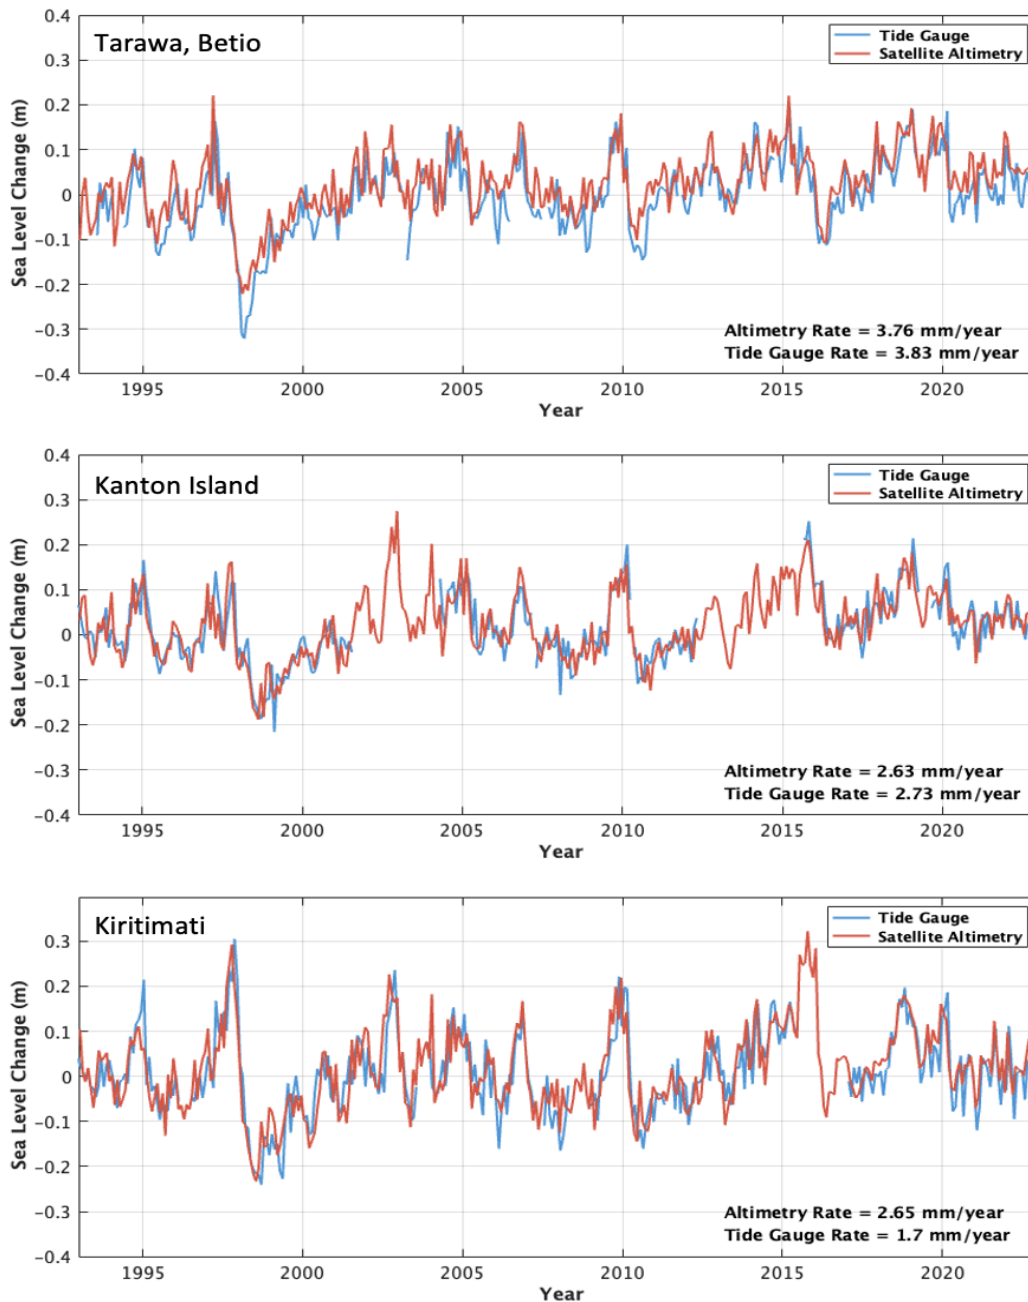 0.4
Tarawa, Betio
Tide Gauge
Satellite Altimetry
0.3
0.2
0.1
0
−0.1
−0.2
−0.3
−0.4
Sea Level Change (m)
Altimetry Rate = 3.76 mm/year
Tide Gauge Rate = 3.83 mm/year
1995 2000 2005 2010 2015 2020
Year
0.4
Kanton Island
Tide Gauge
Satellite Altimetry
0.3
0.2
0.1
0
−0.1
−0.2
−0.3
−0.4
Sea Level Change (m)
Altimetry Rate = 2.63 mm/year
Tide Gauge Rate = 2.73 mm/year
1995 2000 2005 2010 2015 2020
Year
Kiritimati
Tide Gauge
Satellite Altimetry
0.3
0.2
0.1
0
−0.1
−0.2
−0.3
−0.4
Sea Level Change (m)
Altimetry Rate = 2.65 mm/year
Tide Gauge Rate = 1.7 mm/year
1995 2000 2005 2010 2015 2020
Year